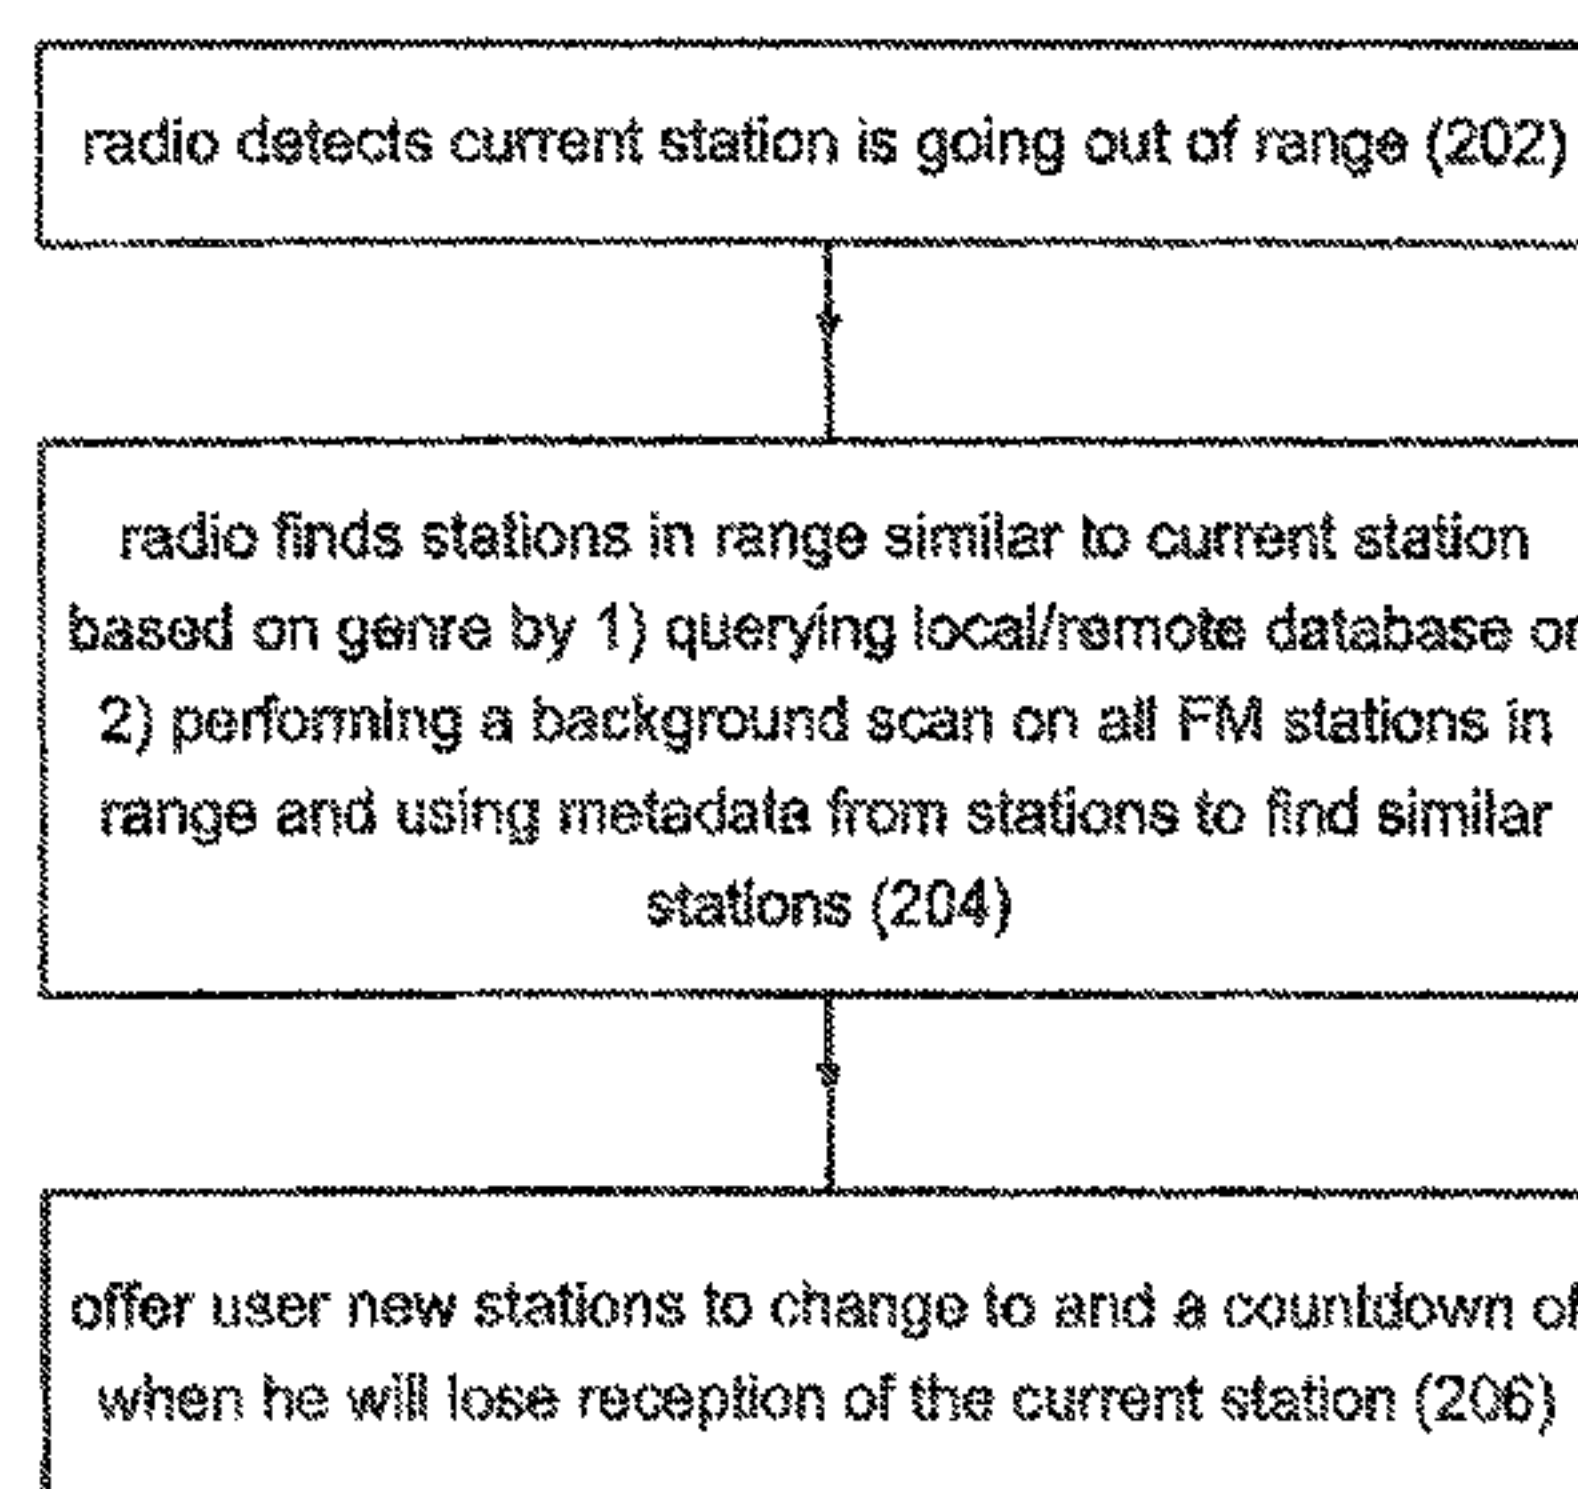 radio detects current station is going out of range (202)
radio finds stations in range similar to current station
based on genre by 1) querying local/remote database or
2) performing a background scan on all FM stations in
range and using metadata from stations to find similar
stations (204)
offer user new stations to change to and a countdown of
when he will lose reception of the current station (206)